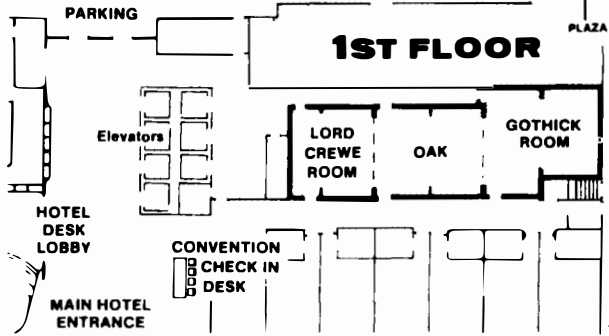 PARKING
1ST FLOOR
PLAZA
Elevators
LORD
CREWE
ROOM
OAK
GOTHICK
ROOM
HOTEL
DESK
LOBBY
CONVENTION
CHECK IN
DESK
MAIN HOTEL
ENTRANCE